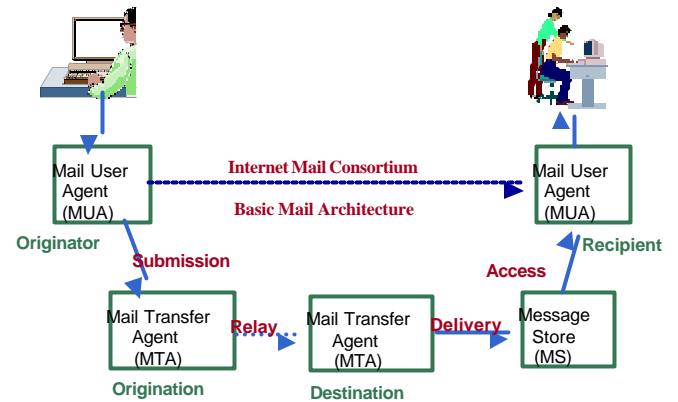 Mail User
Agent
(MUA)
Internet Mail Consortium
Basic Mail Architecture
Mail User
Agent
(MUA)
Originator
Recipient
Submission
Access
Mail Transfer
Agent
(MTA)
Relay
Mail Transfer
Agent
(MTA)
Delivery
Message
Store
(MS)
Origination
Destination